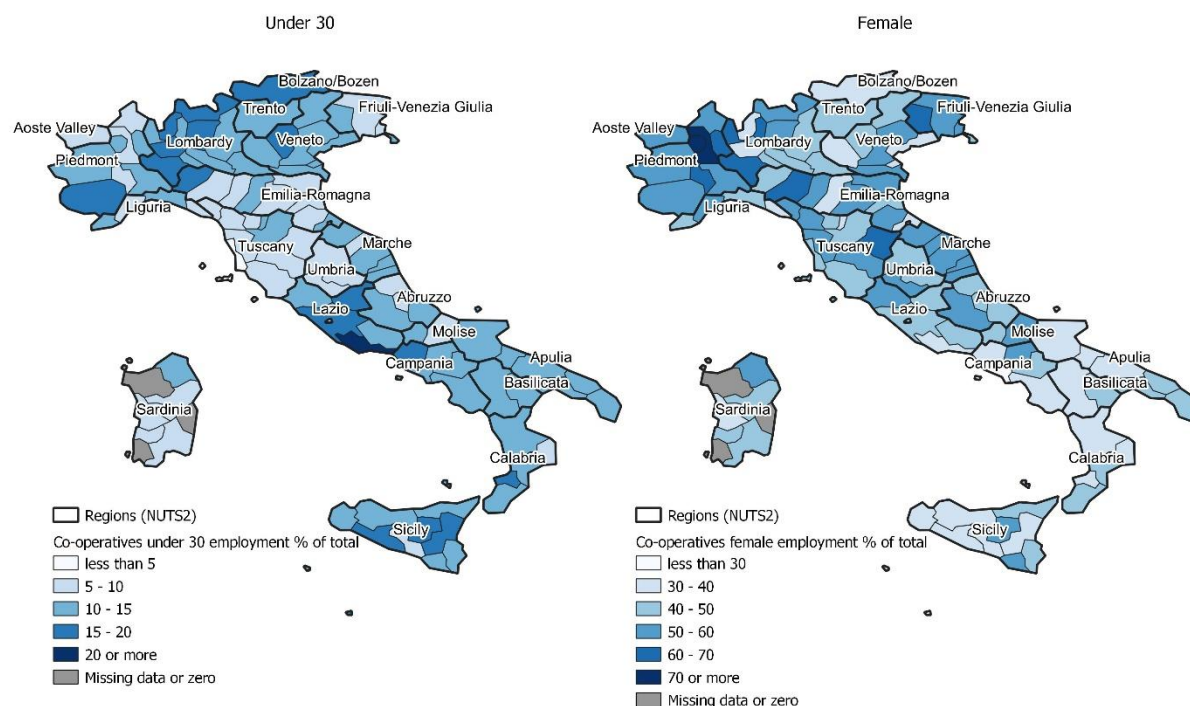 Under 30
Bolzano/Bozen
Trento
Friuli-Venezia Giulia
Aoste Valley
Lombardy
Veneto
Piedmont
Emilia-Romagna
Liguria
Tuscany
Marche
Umbria
Abruzzo
Lazio
Molise
Apulia
Campania
Basilicata
Sardinia
Calabria
Sicily
Regions (NUTS2)
Co-operatives under 30 employment % of total
less than 5
5 - 10
10 - 15
15 - 20
20 or more
Missing data or zero
Female
Bolzano/Bozen
Trento
Friuli-Venezia Giulia
Aoste Valley
Lombardy
Veneto
Piedmont
Emilia-Romagna
Liguria
Tuscany
Marche
Umbria
Abruzzo
Lazio
Molise
Apulia
Campania
Basilicata
Sardinia
Calabria
Sicily
Regions (NUTS2)
Co-operatives female employment % of total
less than 30
30 - 40
40 - 50
50 - 60
60 - 70
70 or more
Missing data or zero